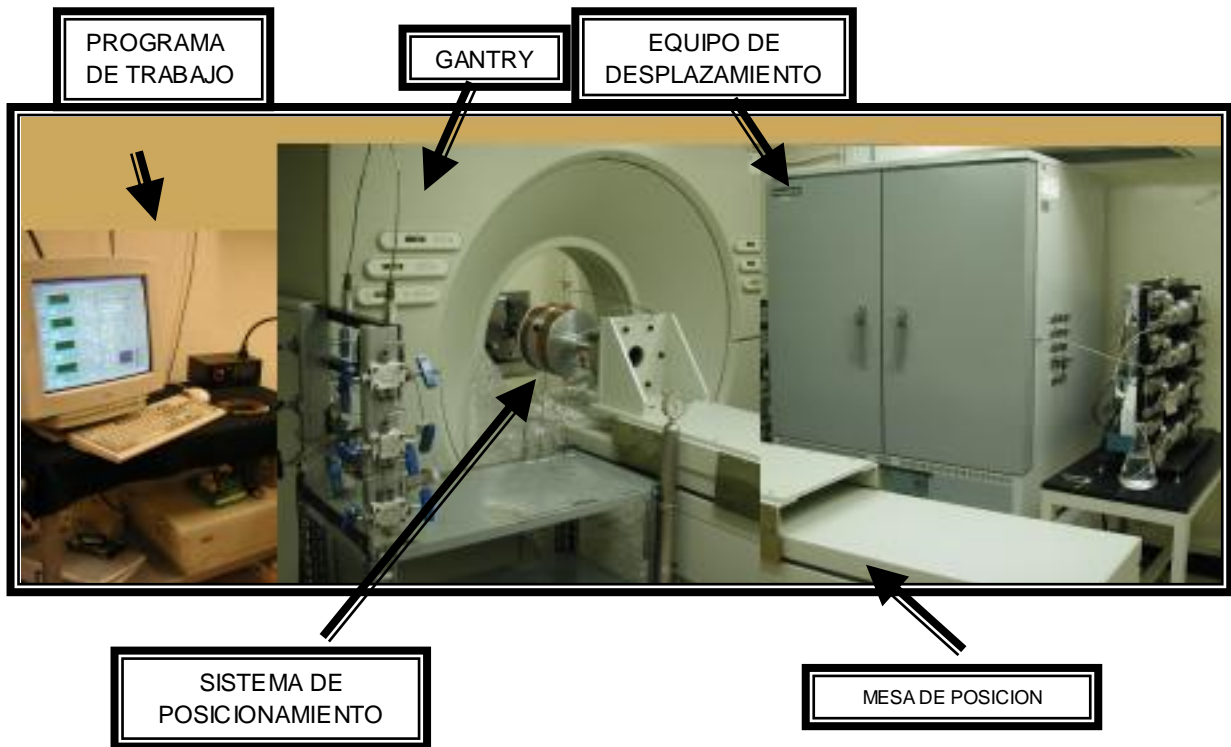 PROGRAMA
DE TRABAJO
GANTRY
EQUIPO DE
DESPLAZAMIENTO
SISTEMA DE
POSICIONAMIENTO
MESA DE POSICION